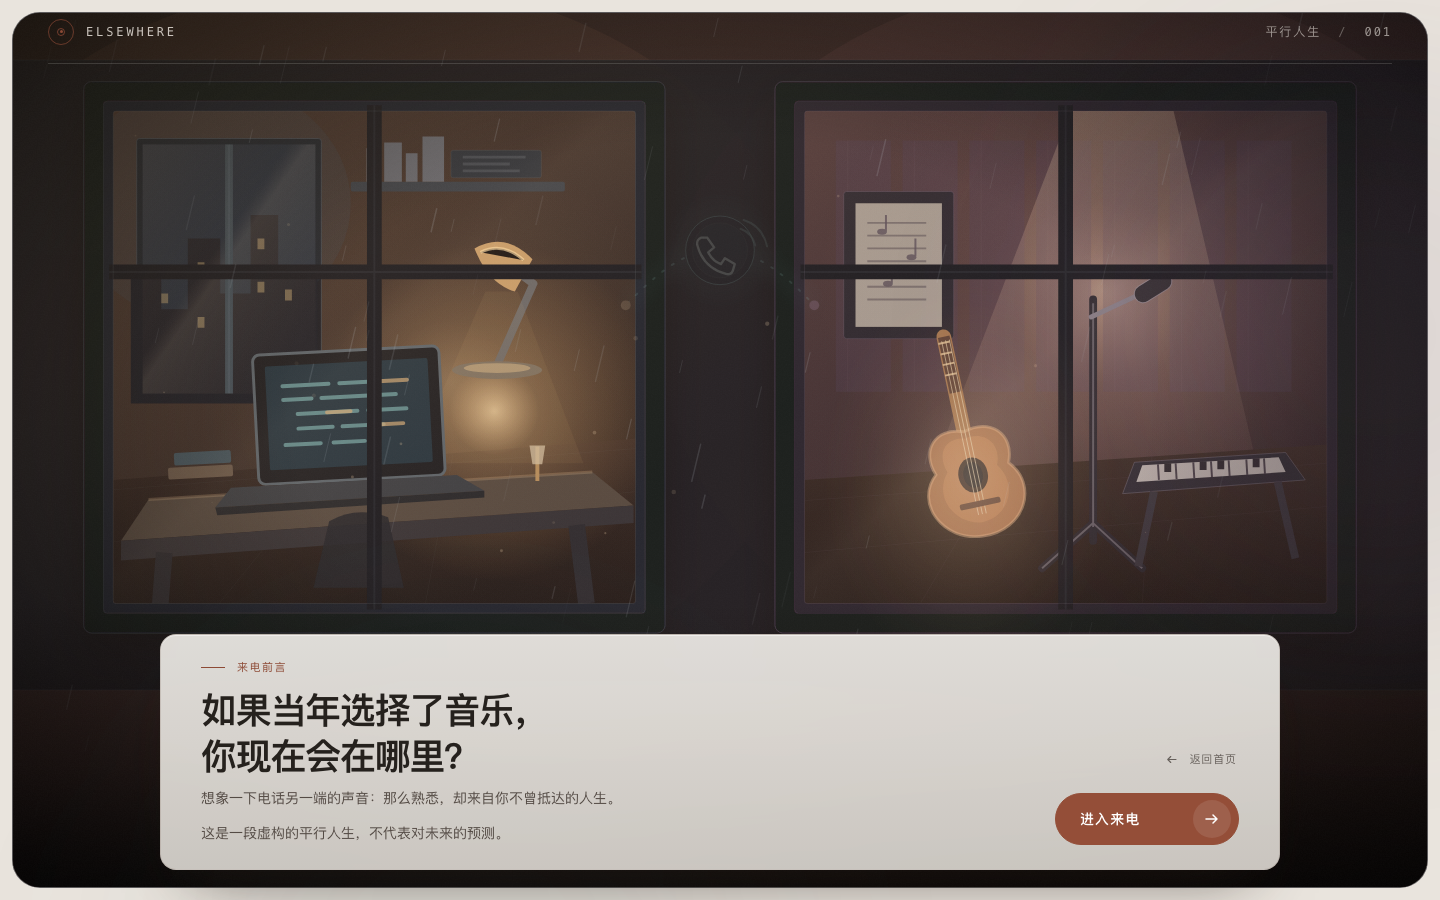 ELSEWHERE
平行人生 / 001
来电前言
如果当年选择了音乐，
你现在会在哪里？
想象一下电话另一端的声音：那么熟悉，却来自你不曾抵达的人生。
这是一段虚构的平行人生，不代表对未来的预测。
← 返回首页
进入来电 →